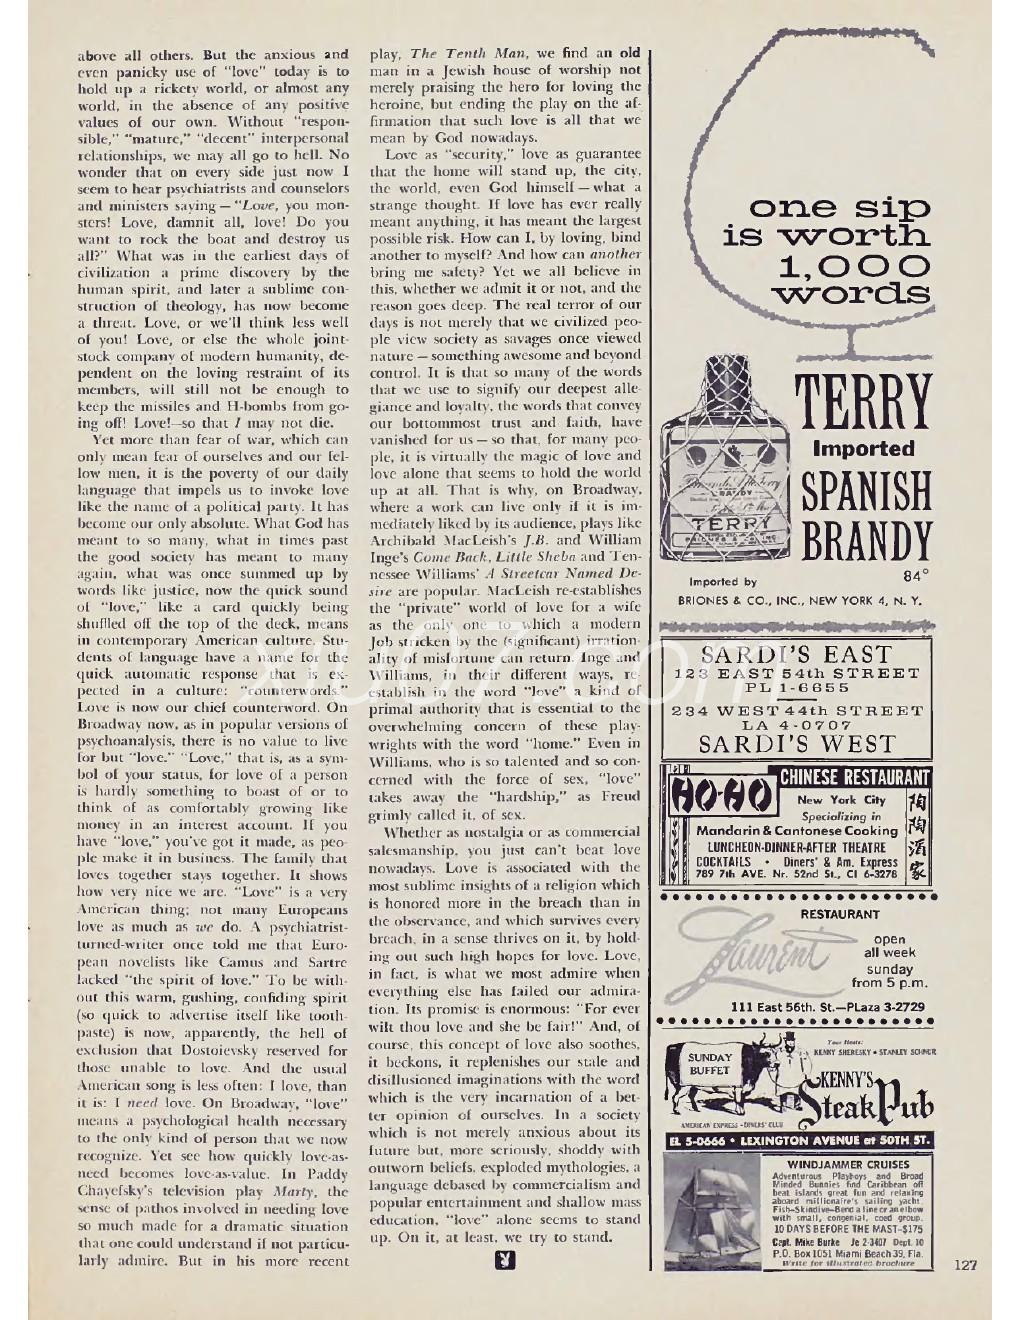 above all others. But the anxious and
even panicky use of "love" today is to
hold up a rickety world, or almost any
world, in the absence of any positive
values of our own. Without "respon-
sible," "mature," "decent" interpersonal
relationships, we may all go to hell. No
wonder that on every side just now I
seem to hear psychiatrists and counselors
and ministers saying — "Love, you mon-
sters! Love, damnit all, love! Do you
want to rock the boat and destroy us
all?" What was in the earliest days of
civilization a prime discovery by the
human spirit, and later a sublime con-
struction of theology, has now become
a threat. Love, or we'll think less well
of you! Love, or else the whole joint-
stock company of modern humanity, de-
pendent on the loving restraint of its
members, will still not be enough to
keep the missiles and H-bombs from go-
ing off! Love!—so that I may not die.
Yet more than fear of war, which can
only mean fear of ourselves and our fel-
low men, it is the poverty of our daily
language that impels us to invoke love
like the name of a political party. It has
become our only absolute. What God has
meant to so many, what in times past
the good society has meant to many
again, what was once summed up by
words like justice, now the quick sound
of "love," like a card quickly being
shuffled off the top of the deck, means
in contemporary American culture. Stu-
dents of language have a name for the
quick automatic response that is ex-
pected in a culture: "counterwords."
Love is now our chief counterword. On
Broadway now, as in popular versions of
psychoanalysis, there is no value to live
for but "love." "Love," that is, as a sym-
bol of your status, for love of a person
is hardly something to boast of or to
think of as comfortably growing like
money in an interest account. If you
have "love," you've got it made, as peo-
ple make it in business. The family that
loves together stays together. It shows
how very nice we are. "Love" is a very
American thing; not many Europeans
love as much as we do. A psychiatrist-
turned-writer once told me that Euro-
pean novelists like Camus and Sartre
lacked "the spirit of love." To be with-
out this warm, gushing, confiding spirit
(so quick to advertise itself like tooth-
paste) is now, apparently, the hell of
exclusion that Dostoievsky reserved for
those unable to love. And the usual
American song is less often: I love, than
it is: I need love. On Broadway, "love"
means a psychological health necessary
to the only kind of person that we now
recognize. Yet see how quickly love-as-
need becomes love-as-value. In Paddy
Chayefsky's television play Marty, the
sense of pathos involved in needing love
so much made for a dramatic situation
that one could understand if not particu-
larly admire. But in his more recent
play, The Tenth Man, we find an old
man in a Jewish house of worship not
merely praising the hero for loving the
heroine, but ending the play on the af-
firmation that such love is all that we
mean by God nowadays.
Love as "security," love as guarantee
that the home will stand up, the city,
the world, even God himself — what a
strange thought. If love has ever really
meant anything, it has meant the largest
possible risk. How can I, by loving, bind
another to myself? And how can another
bring me safety? Yet we all believe in
this, whether we admit it or not, and the
reason goes deep. The real terror of our
days is not merely that we civilized peo-
ple view society as savages once viewed
nature — something awesome and beyond
control. It is that so many of the words
that we use to signify our deepest alle-
giance and loyalty, the words that convey
our bottommost trust and faith, have
vanished for us — so that, for many peo-
ple, it is virtually the magic of love and
love alone that seems to hold the world
up at all. That is why, on Broadway,
where a work can live only if it is im-
mediately liked by its audience, plays like
Archibald MacLeish's J.B. and William
Inge's Come Back, Little Sheba and Ten-
nessee Williams' A Streetcar Named De-
sire are popular. MacLeish re-establishes
the "private" world of love for a wife
as the only one to which a modern
Job stricken by the (significant) irration-
ality of misfortune can return. Inge and
Williams, in their different ways, re-
establish in the word "love" a kind of
primal authority that is essential to the
overwhelming concern of these play-
wrights with the word "home." Even in
Williams, who is so talented and so con-
cerned with the force of sex, "love"
takes away the "hardship," as Freud
grimly called it, of sex.
Whether as nostalgia or as commercial
salesmanship, you just can't beat love
nowadays. Love is associated with the
most sublime insights of a religion which
is honored more in the breach than in
the observance, and which survives every
breach, in a sense thrives on it, by hold-
ing out such high hopes for love. Love,
in fact, is what we most admire when
everything else has failed our admira-
tion. Its promise is enormous: "For ever
wilt thou love and she be fair!" And, of
course, this concept of love also soothes,
it beckons, it replenishes our stale and
disillusioned imaginations with the word
which is the very incarnation of a bet-
ter opinion of ourselves. In a society
which is not merely anxious about its
future but, more seriously, shoddy with
outworn beliefs, exploded mythologies, a
language debased by commercialism and
popular entertainment and shallow mass
education, "love" alone seems to stand
up. On it, at least, we try to stand.
one sip
is worth
1,000
words
TERRY
Imported
SPANISH
BRANDY
BRANDY
TERRY
84°
Imported by
BRIONES & CO., INC., NEW YORK 4, N. Y.
SARDI'S EAST
123 EAST 54th STREET
PL 1-6655
234 WEST 44th STREET
LA 4-0707
SARDI'S WEST
HO-HO
CHINESE RESTAURANT
New York City
Specializing in
Mandarin & Cantonese Cooking
LUNCHEON-DINNER-AFTER THEATRE
COCKTAILS • Diners' & Am. Express
789 7th AVE. Nr. 52nd St., CI 6-3278
陶
陶
酒
家
RESTAURANT
Laurent
open
all week
sunday
from 5 p.m.
111 East 56th. St.—PLaza 3-2729
SUNDAY
BUFFET
Your Hosts:
KENNY SHERESKY • STANLEY SCHNER
KENNY'S
Steak Pub
AMERICAN EXPRESS - DINERS' CLUB
EL 5-0666 • LEXINGTON AVENUE at 50TH ST.
WINDJAMMER CRUISES
Adventurous Playboys and Broad
Minded Bunnies find Caribbean off
beat islands great fun and relaxing
aboard millionaire's sailing yacht.
Fish-Skindive-Bend a line or an elbow
with small, congenial, coed group.
10 DAYS BEFORE THE MAST-$175
Capt. Mike Burke Je 2-3407 Dept. 10
P.O. Box 1051 Miami Beach 39, Fla.
Write for illustrated brochure
127